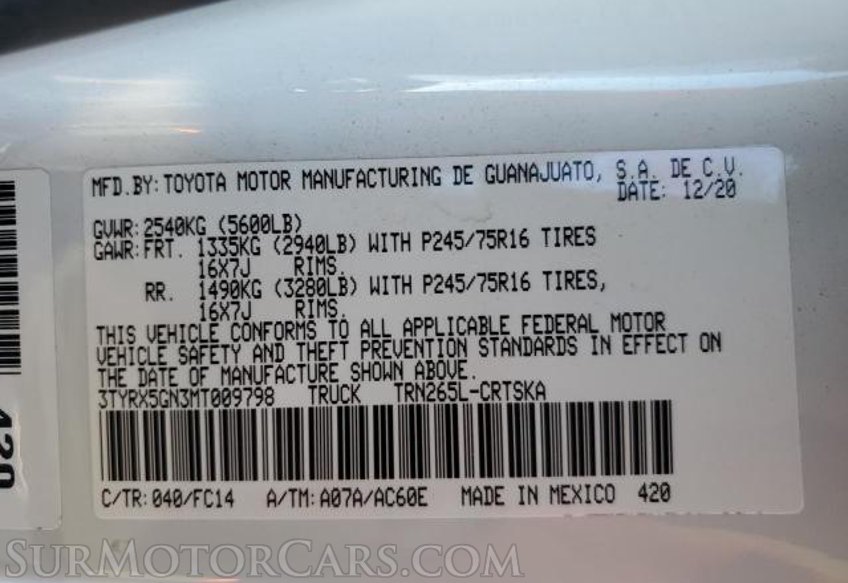 MFD.BY: TOYOTA MOTOR MANUFACTURING DE GUANAJUATO, S.A. DE C.V.
DATE: 12/20
GVWR: 2540KG (5600LB)
GAWR: FRT. 1335KG (2940LB) WITH P245/75R16 TIRES
16X7J RIMS.
RR. 1490KG (3280LB) WITH P245/75R16 TIRES,
16X7J RIMS.
THIS VEHICLE CONFORMS TO ALL APPLICABLE FEDERAL MOTOR
VEHICLE SAFETY AND THEFT PREVENTION STANDARDS IN EFFECT ON
THE DATE OF MANUFACTURE SHOWN ABOVE.
3TYRX5GN3MT009798 TRUCK TRN265L-CRTSKA
C/TR: 040/FC14 A/TM: A07A/AC60E MADE IN MEXICO 420
420
SURMOTORCARS.COM